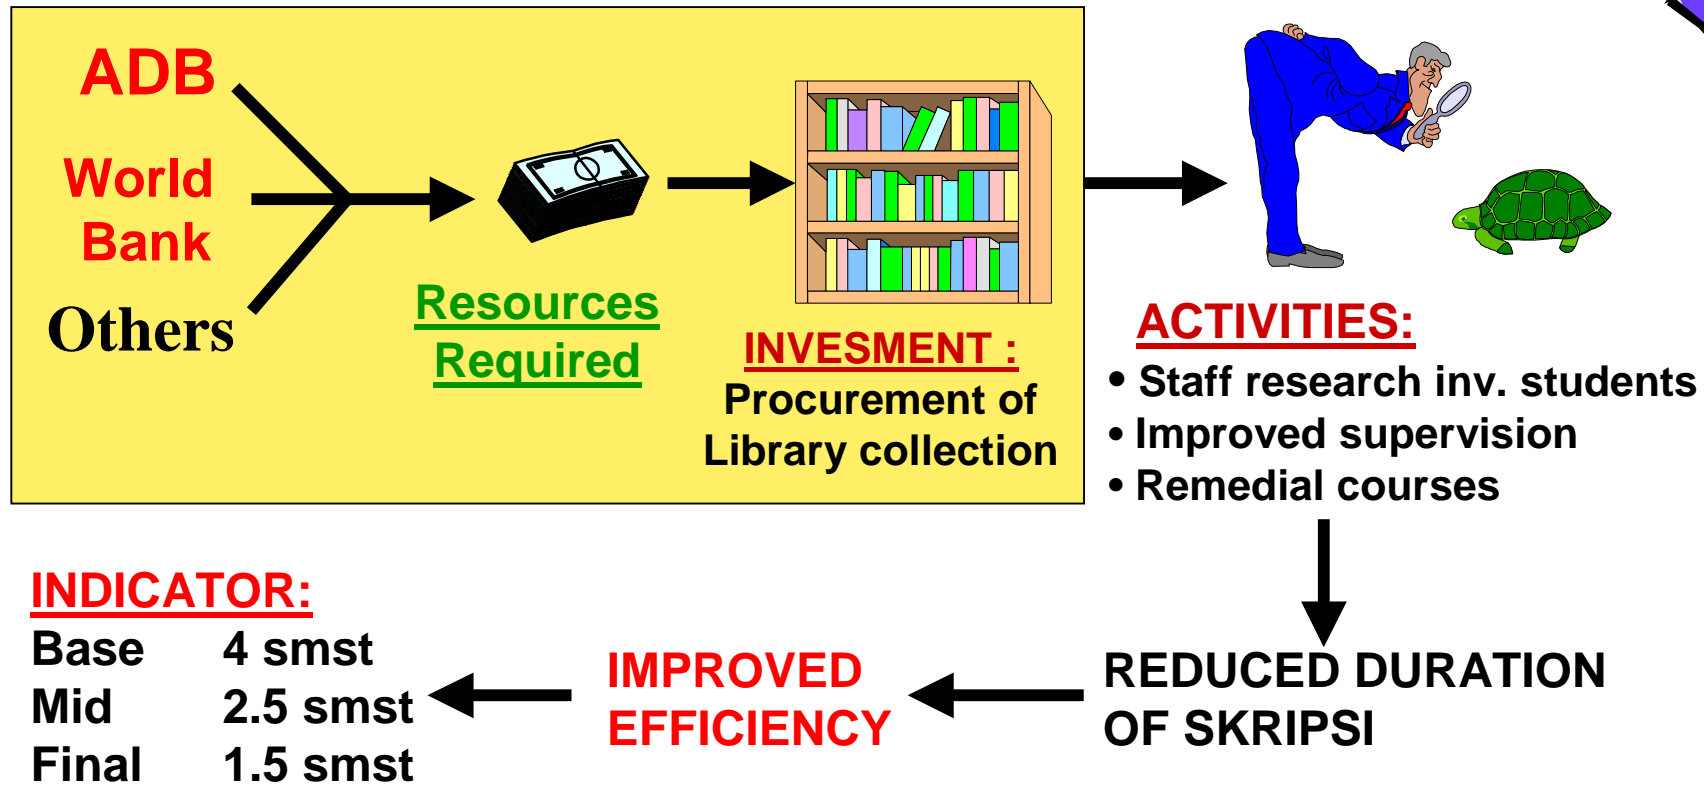 ADB
World
Bank
Others
Resources
Required
INVESMENT :
Procurement of
Library collection
ACTIVITIES:
• Staff research inv. students
• Improved supervision
• Remedial courses
REDUCED DURATION
OF SKRIPSI
IMPROVED
EFFICIENCY
INDICATOR:
Base 4 smst
Mid 2.5 smst
Final 1.5 smst